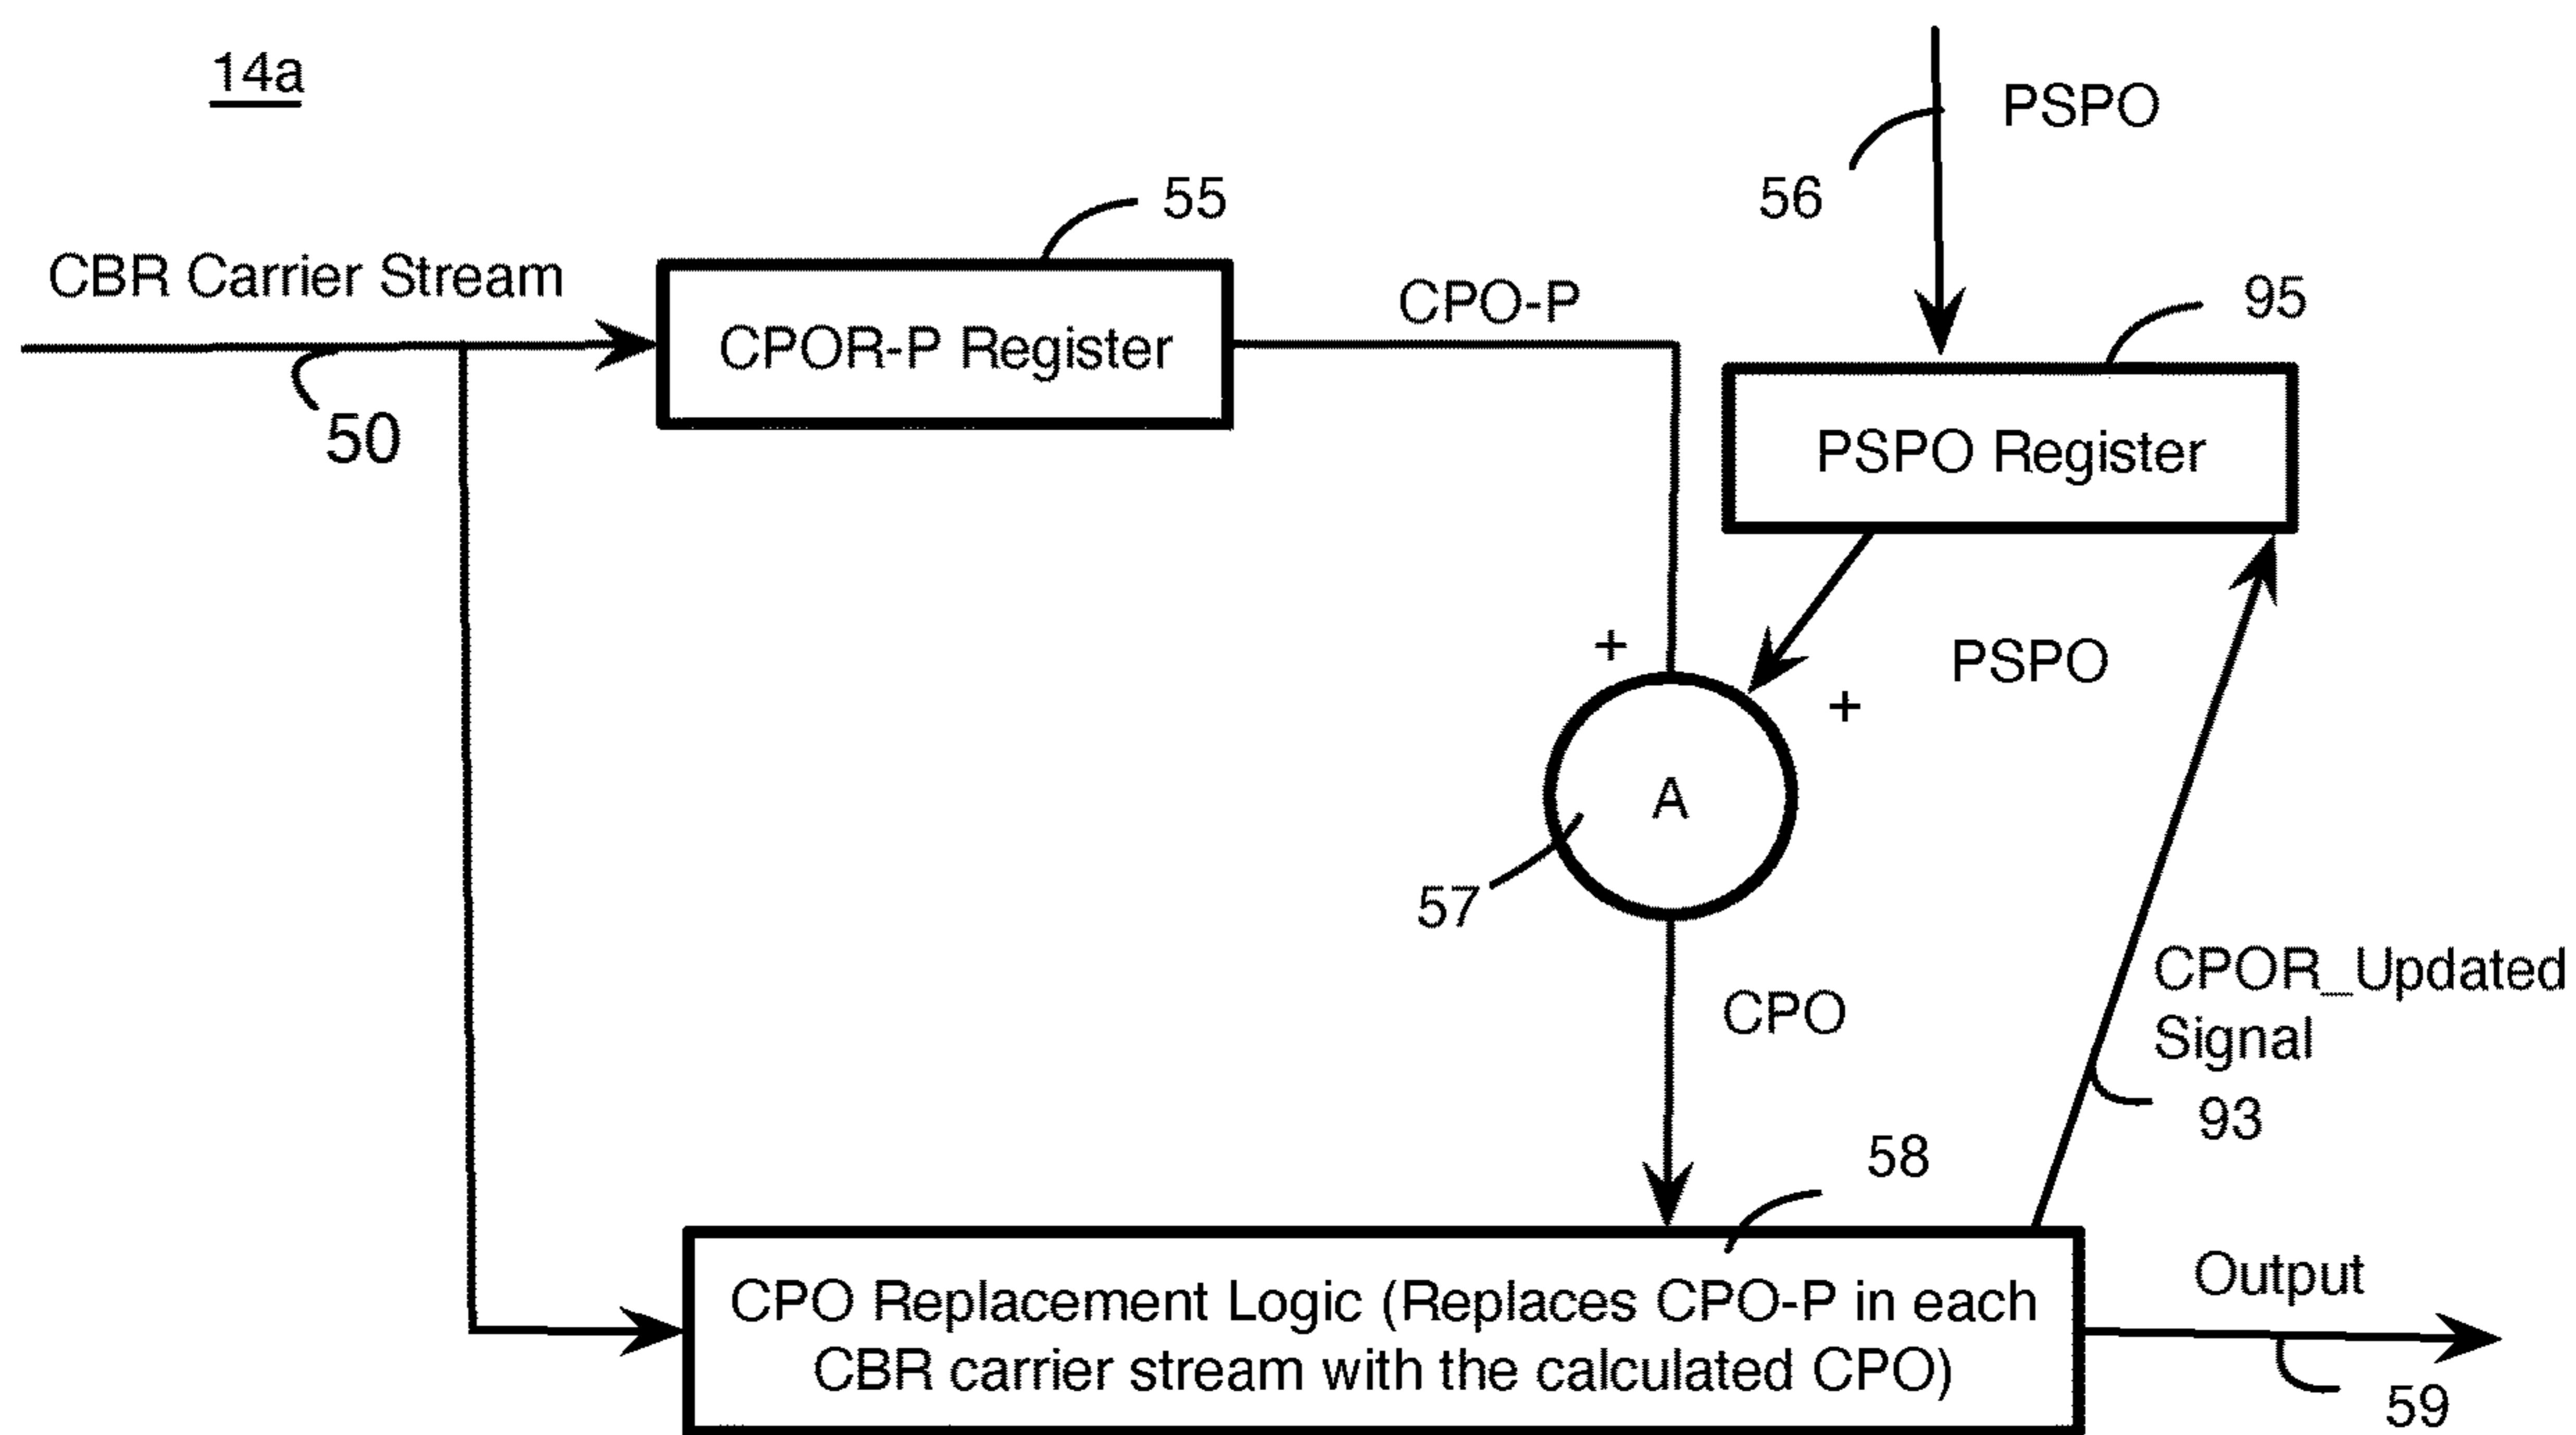 14a
PSPO
56
55
CBR Carrier Stream
CPO-P
95
CPOR-P Register
50
PSPO Register
+
PSPO
+
A
57
CPOR_Updated
Signal
CPO
93
58
Output
CPO Replacement Logic (Replaces CPO-P in each
CBR carrier stream with the calculated CPO)
59